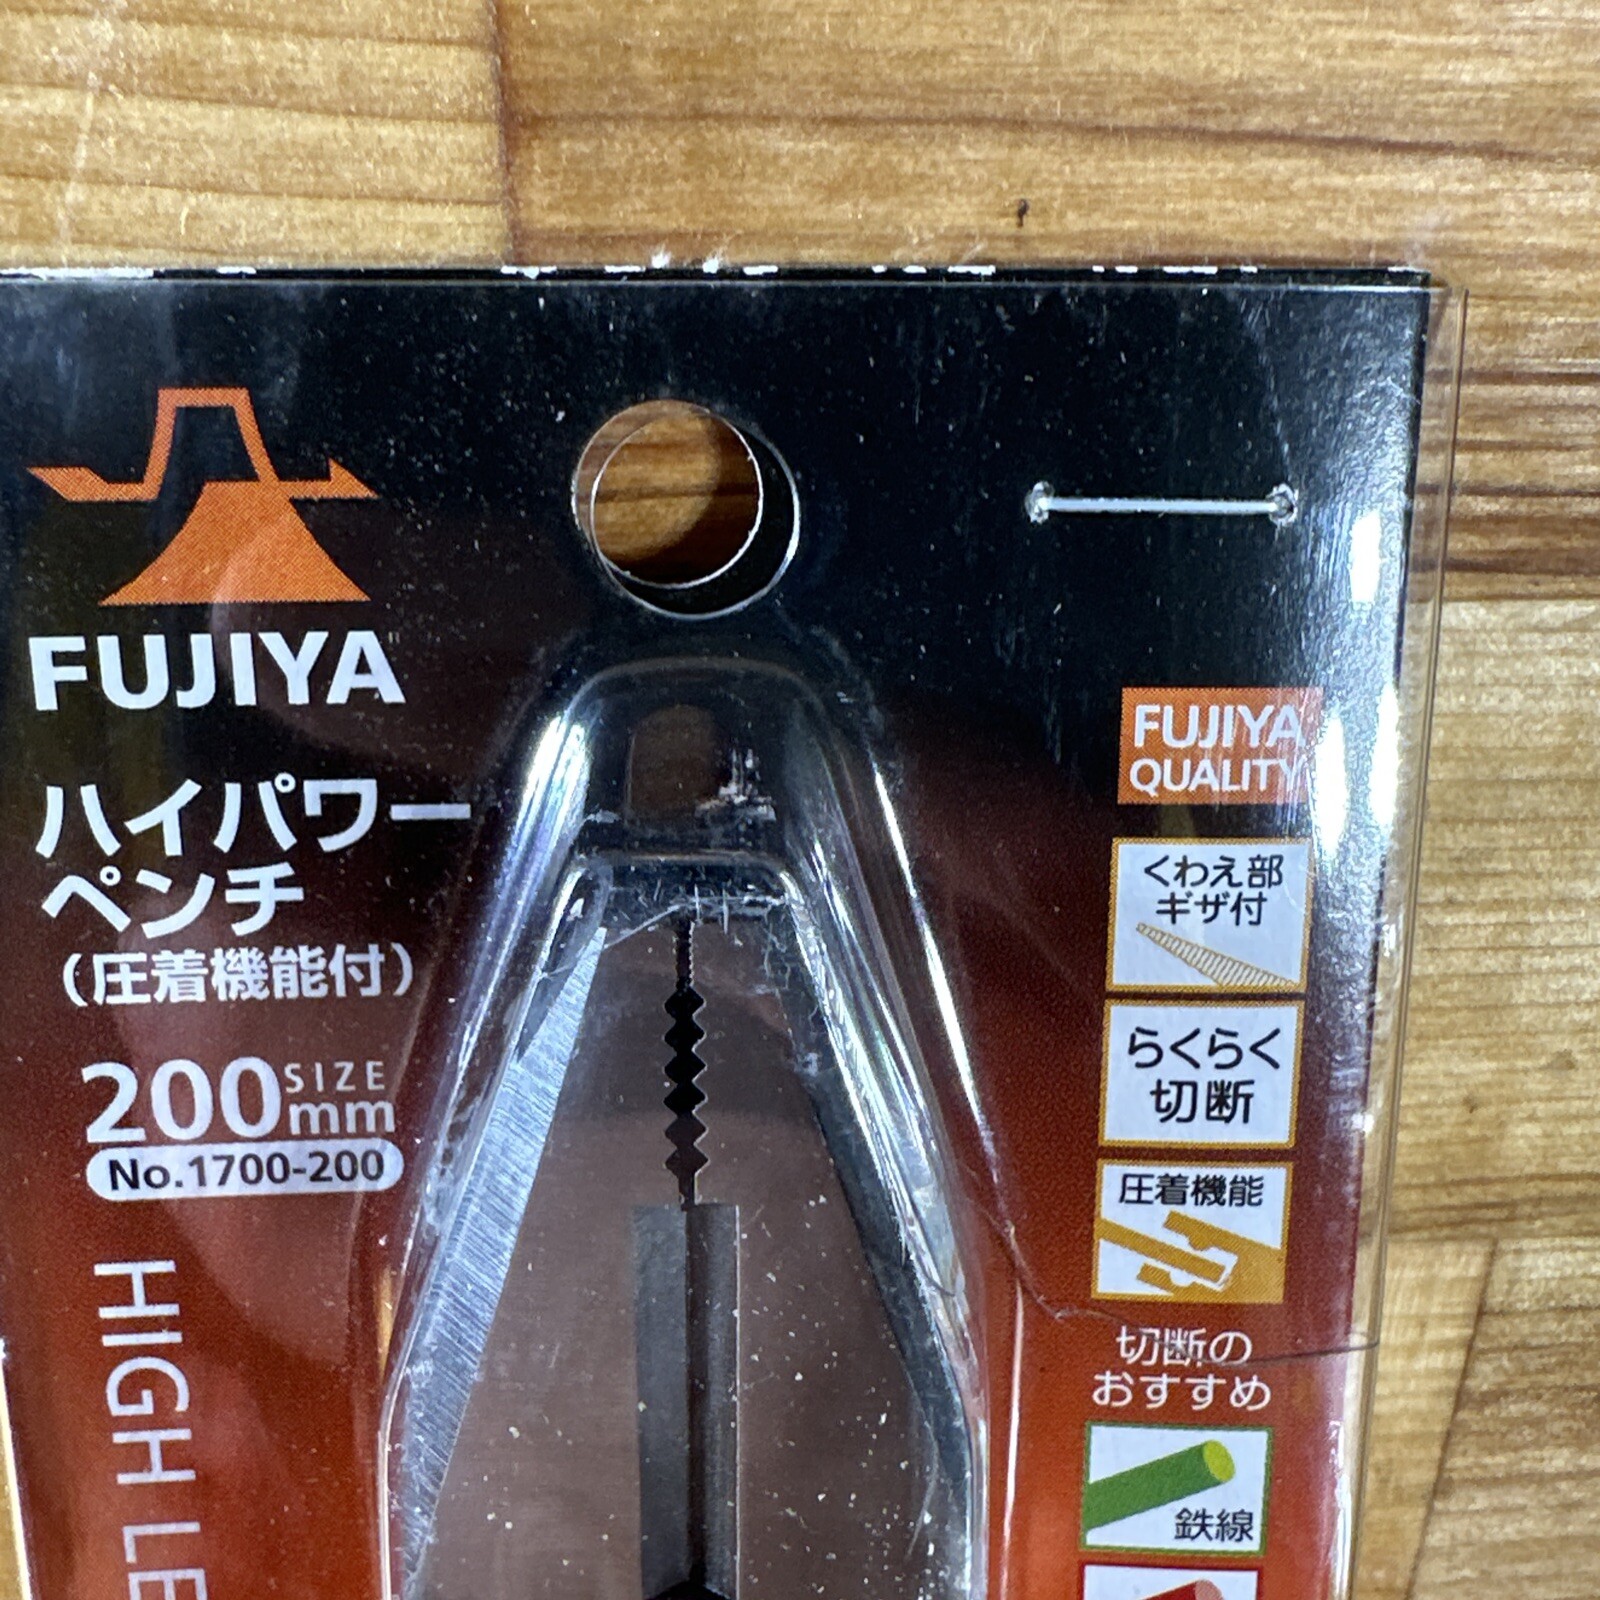 FUJIYA
ハイパワー
ペンチ
(圧着機能付)
200 SIZE mm
No.1700-200
HIGH LE
FUJIYA
QUALITY
くわえ部
ギザ付
らくらく
切断
圧着機能
切断の
おすすめ
鉄線